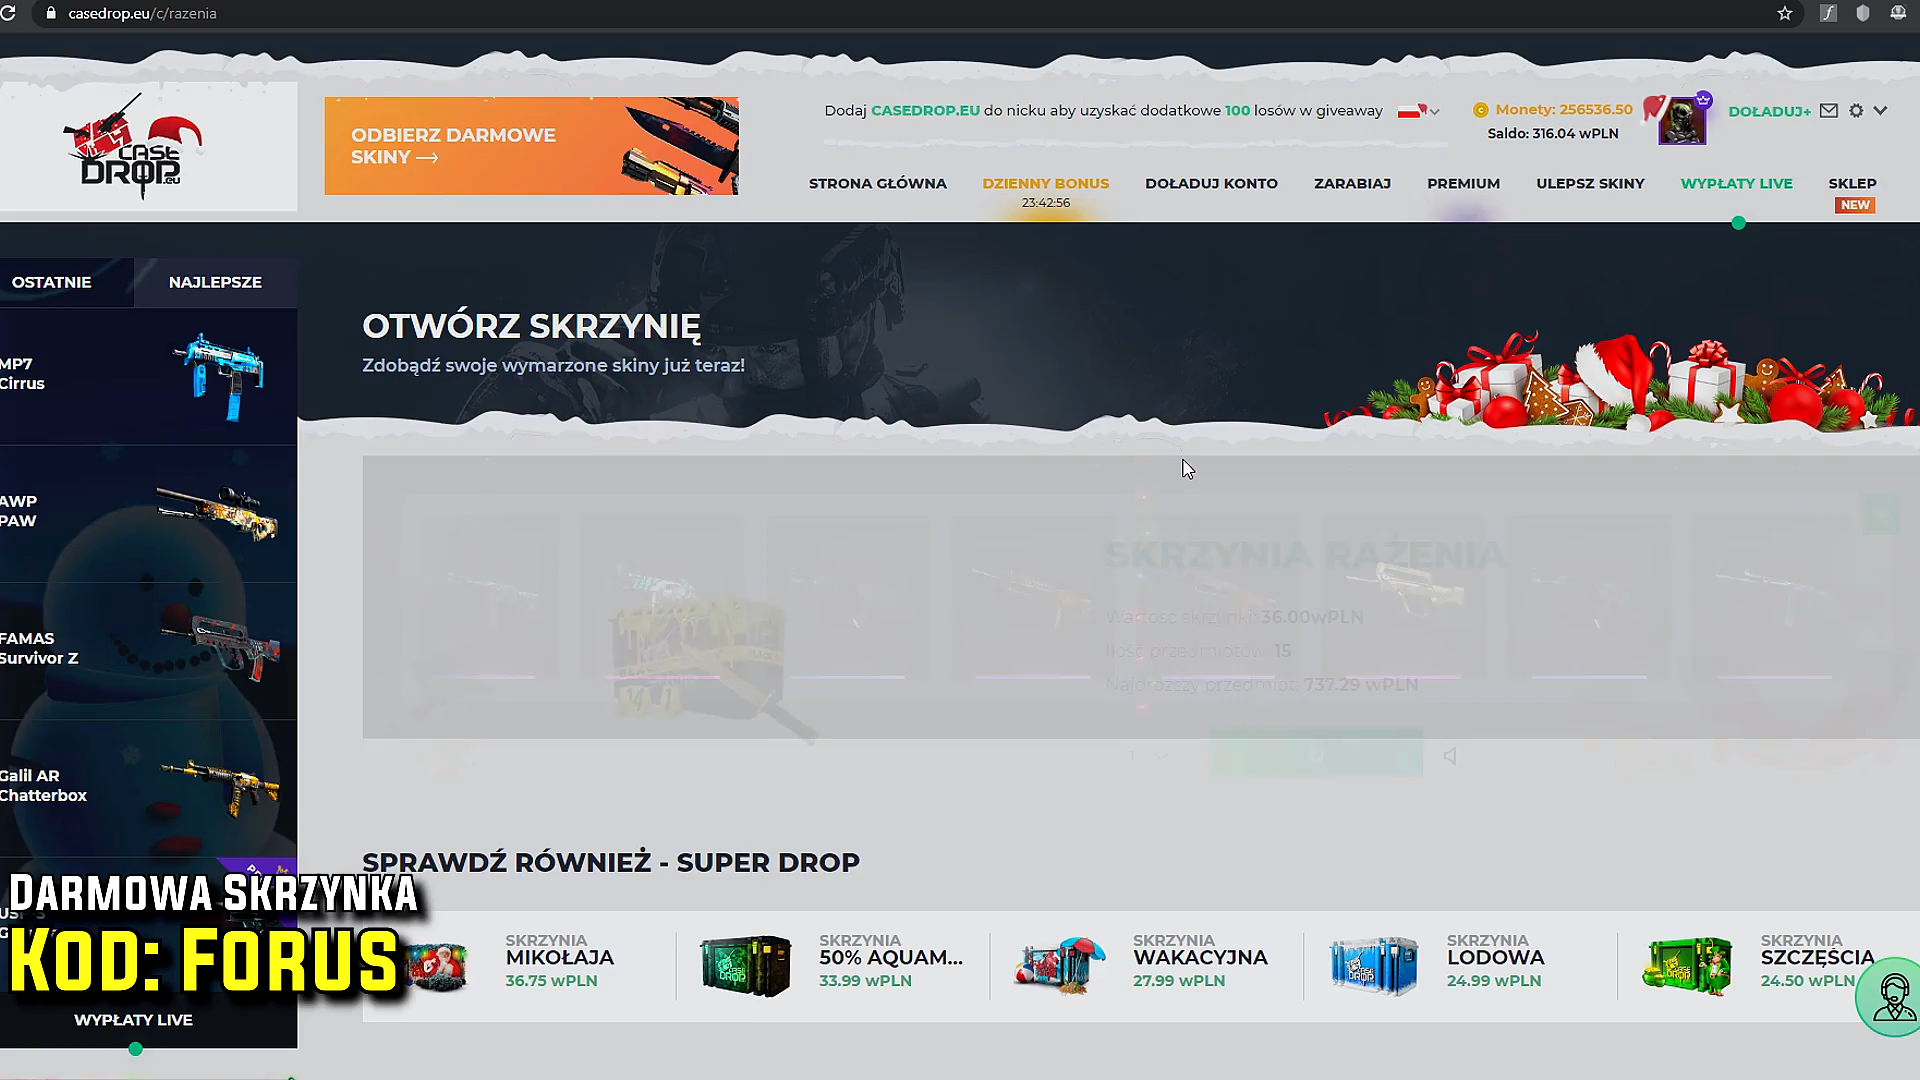 casedrop.eu/c/razenia
CASE
DROP.eu
ODBIERZ DARMOWE
SKINY
Dodaj CASEDROP.EU do nicku aby uzyskać dodatkowe 100 losów w giveaway
Monety: 256536.50
Saldo: 316.04 wPLN
DOŁADUJ+
STRONA GŁÓWNA
DZIENNY BONUS
23:42:56
DOŁADUJ KONTO
ZARABIAJ
PREMIUM
ULEPSZ SKINY
WYPŁATY LIVE
SKLEP
NEW
OSTATNIE
NAJLEPSZE
MP7
Cirrus
AWP
PAW
FAMAS
Survivor Z
Galil AR
Chatterbox
OTWÓRZ SKRZYNIĘ
Zdobądź swoje wymarzone skiny już teraz!
SKRZYNIA RAŻENIA
Wartość skrzynki: 36.00wPLN
Ilość przedmiotów: 15
Najdroższy przedmiot: 737.29 wPLN
SPRAWDŹ RÓWNIEŻ - SUPER DROP
SKRZYNIA
MIKOŁAJA
36.75 wPLN
SKRZYNIA
50% AQUAM...
33.99 wPLN
SKRZYNIA
WAKACYJNA
27.99 wPLN
SKRZYNIA
LODOWA
24.99 wPLN
SKRZYNIA
SZCZĘŚCIA
24.50 wPLN
Darmowa Skrzynka
Kod: Forus
WYPŁATY LIVE